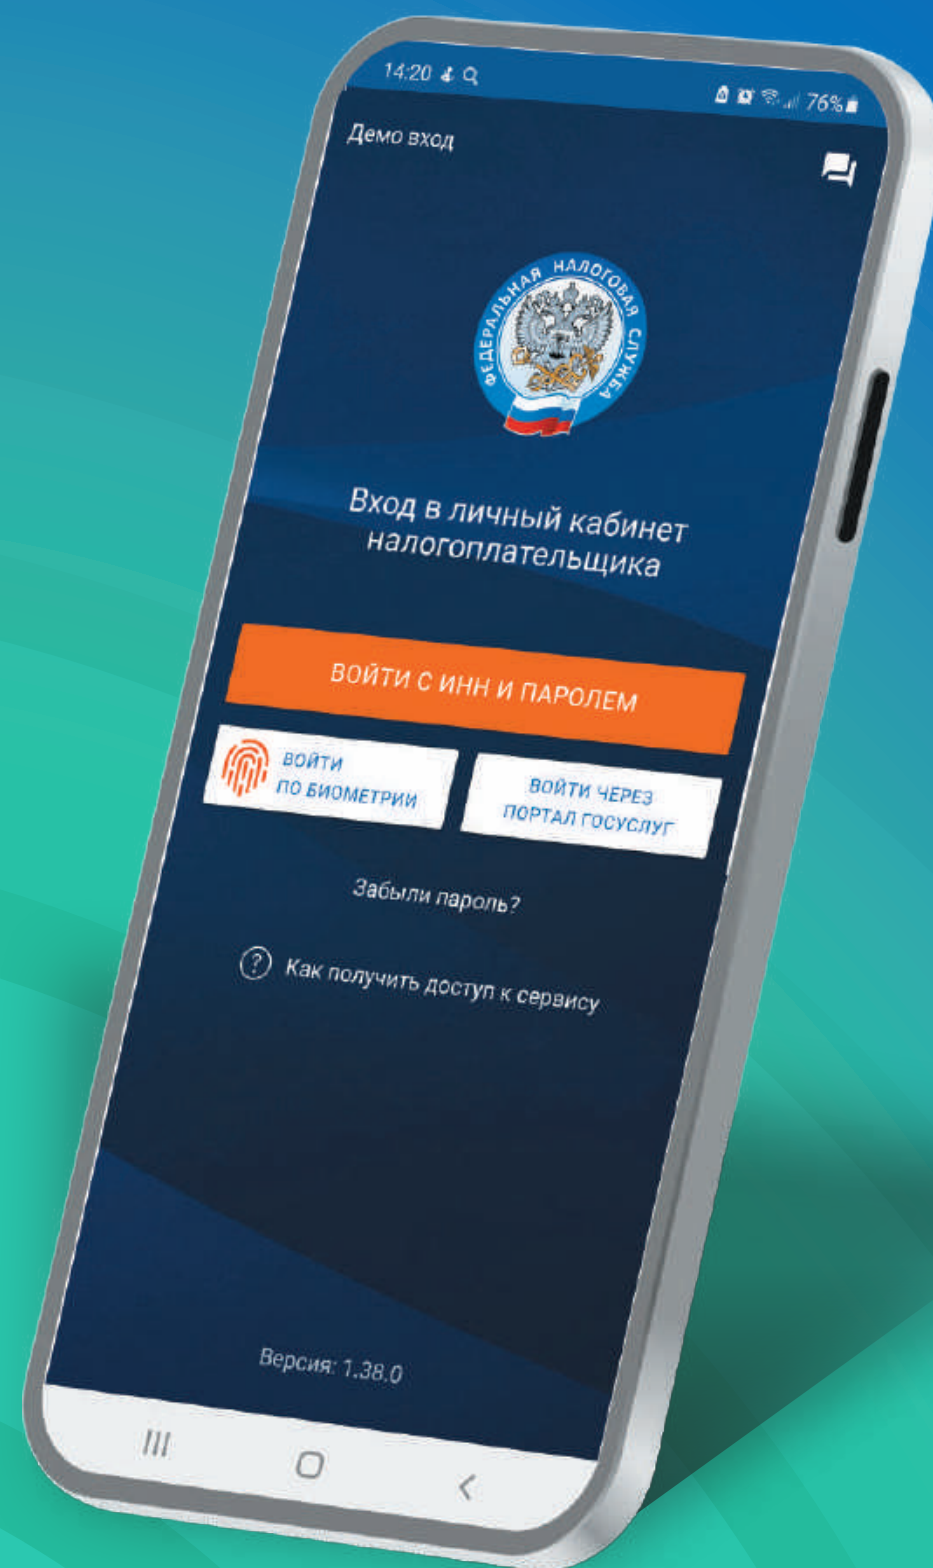 14:20
76%
Демо вход
ФЕДЕРАЛЬНАЯ НАЛОГОВАЯ СЛУЖБА
Вход в личный кабинет
налогоплательщика
ВОЙТИ С ИНН И ПАРОЛЕМ
ВОЙТИ
ПО БИОМЕТРИИ
ВОЙТИ ЧЕРЕЗ
ПОРТАЛ ГОСУСЛУГ
Забыли пароль?
? Как получить доступ к сервису
Версия: 1.38.0